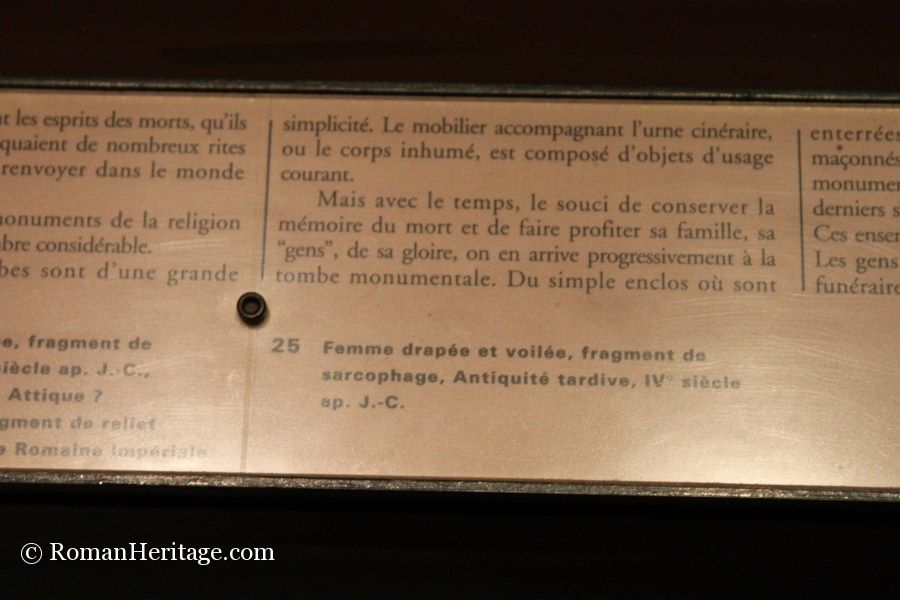 t les esprits des morts, qu'ils
quaient de nombreux rites
renvoyer dans le monde
monuments de la religion
bre considérable.
bes sont d'une grande
simplicité. Le mobilier accompagnant l'urne cinéraire,
ou le corps inhumé, est composé d'objets d'usage
courant.
Mais avec le temps, le souci de conserver la
mémoire du mort et de faire profiter sa famille, sa
"gens", de sa gloire, on en arrive progressivement à la
tombe monumentale. Du simple enclos où sont
enterrées
maçonnés
monumen
derniers s
Ces ensen
Les gens
funéraire
e, fragment de
siècle ap. J.-C.,
Attique ?
gment de relief
e Romaine Impériale
25 Femme drapée et voilée, fragment de
sarcophage, Antiquité tardive, IV° siècle
ap. J.-C.
© RomanHeritage.com